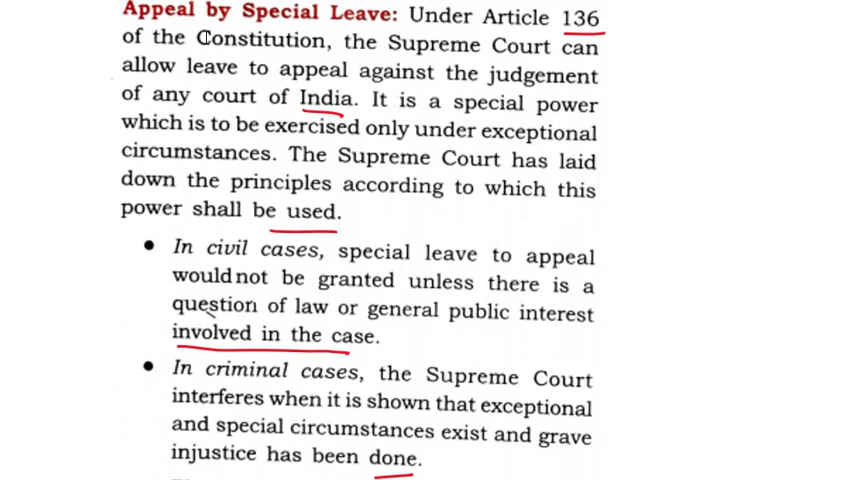 Appeal by Special Leave: Under Article 136
of the Constitution, the Supreme Court can
allow leave to appeal against the judgement
of any court of India. It is a special power
which is to be exercised only under exceptional
circumstances. The Supreme Court has laid
down the principles according to which this
power shall be used.
• In civil cases, special leave to appeal
would not be granted unless there is a
question of law or general public interest
involved in the case.
• In criminal cases, the Supreme Court
interferes when it is shown that exceptional
and special circumstances exist and grave
injustice has been done.